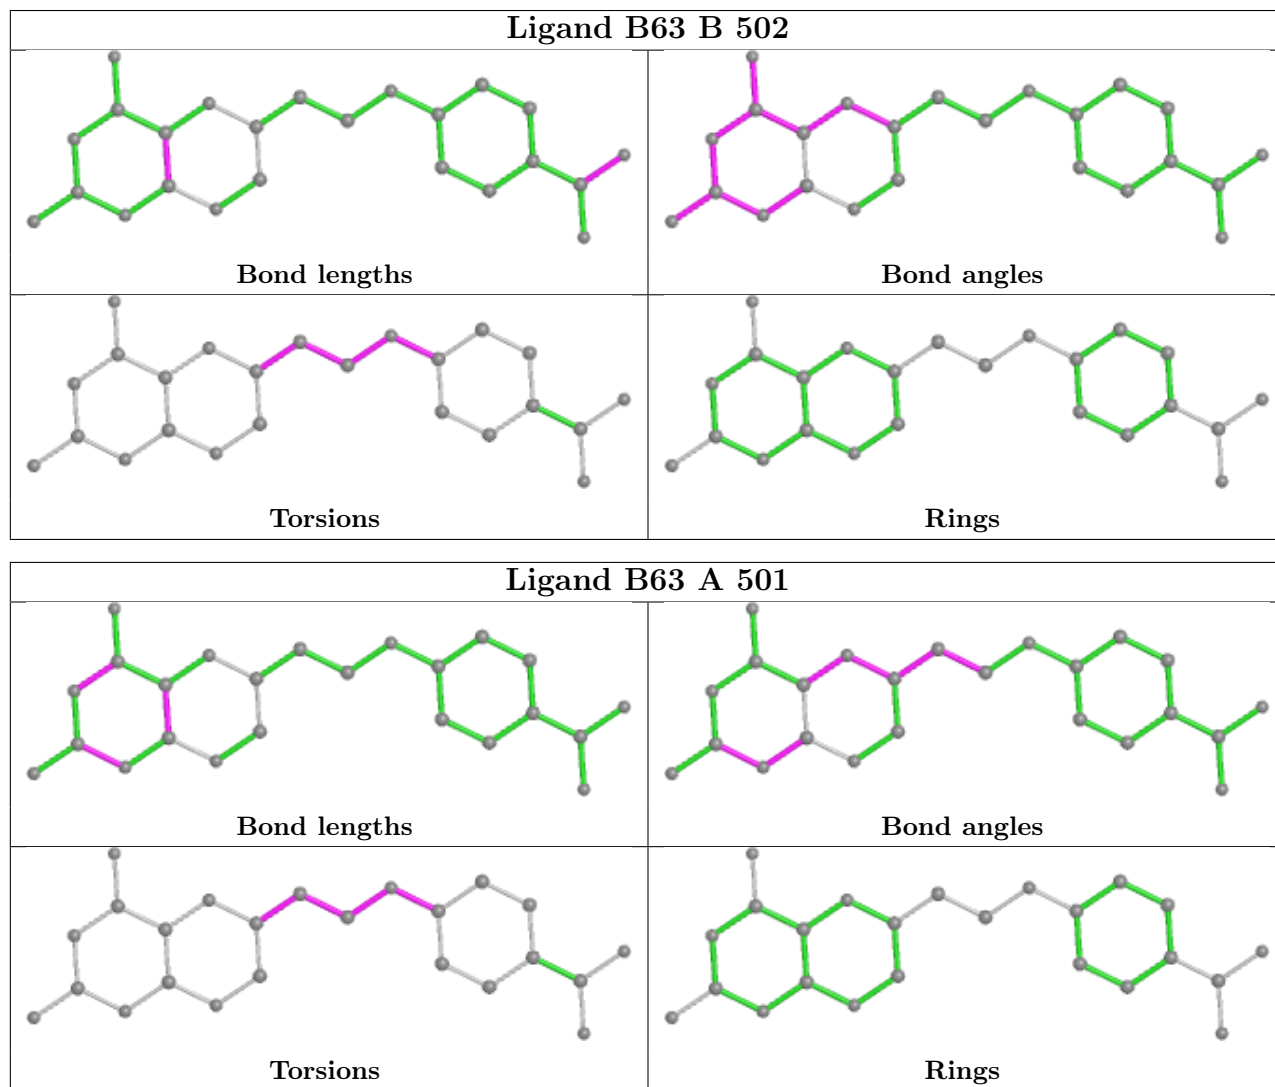 Ligand B63 B 502
Bond lengths
Bond angles
Torsions
Rings
Ligand B63 A 501
Bond lengths
Bond angles
Torsions
Rings